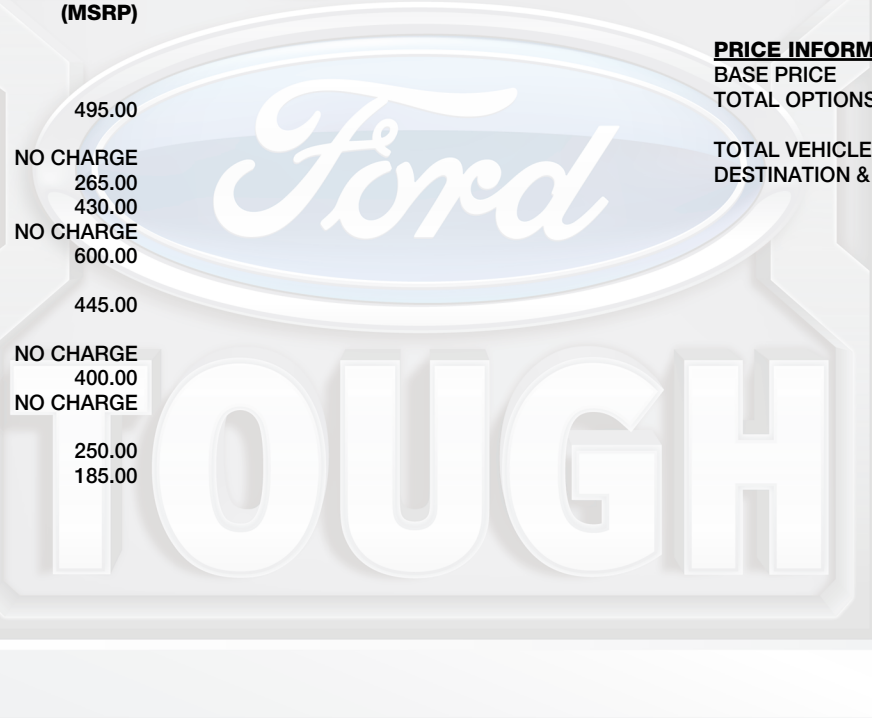 (MSRP)
495.00
NO CHARGE
265.00
430.00
NO CHARGE
600.00
445.00
NO CHARGE
400.00
NO CHARGE
250.00
185.00
PRICE INFORM
BASE PRICE
TOTAL OPTIONS
TOTAL VEHICLE
DESTINATION &
Ford
TOUGH